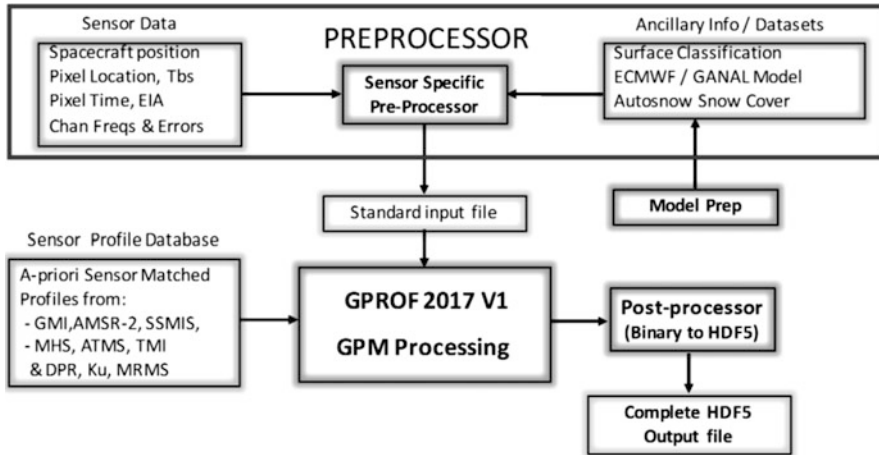 Sensor Data
PREPROCESSOR
Ancillary Info / Datasets
Spacecraft position
Pixel Location, Tbs
Pixel Time, EIA
Chan Freqs & Errors
Sensor Specific
Pre-Processor
Surface Classification
ECMWF / GANAL Model
Autosnow Snow Cover
Standard input file
Model Prep
Sensor Profile Database
A-priori Sensor Matched
Profiles from:
- GMI,AMSR-2, SSMIS,
- MHS, ATMS, TMI
& DPR, Ku, MRMS
GPROF 2017 V1
GPM Processing
Post-processor
(Binary to HDF5)
Complete HDF5
Output file